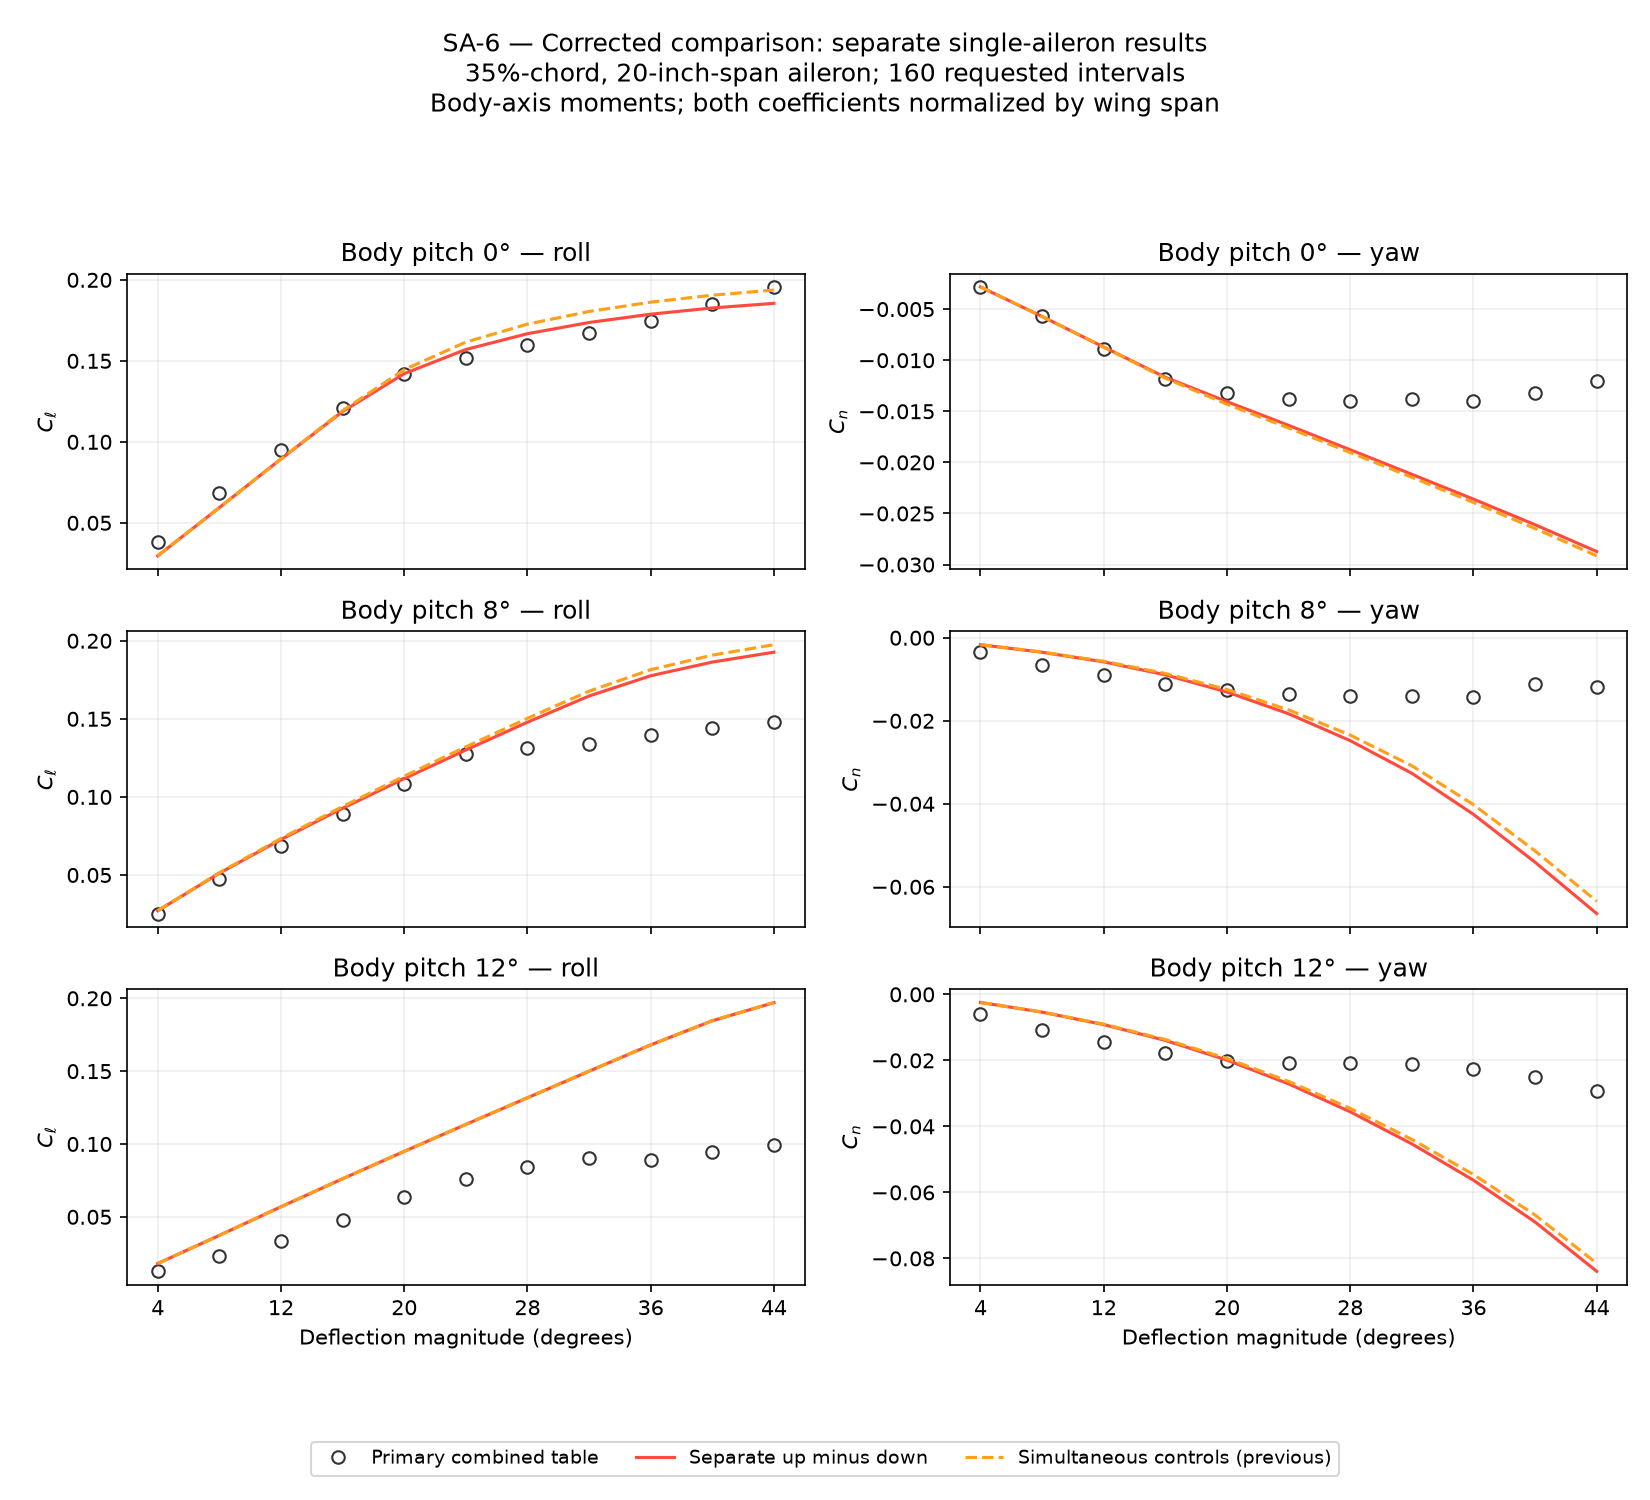 SA-6 — Corrected comparison: separate single-aileron results
35%-chord, 20-inch-span aileron; 160 requested intervals
Body-axis moments; both coefficients normalized by wing span
Body pitch 0° — roll
0.20
0.15
0.10
0.05
Cℓ
Body pitch 0° — yaw
−0.005
−0.010
−0.015
−0.020
−0.025
−0.030
Cn
Body pitch 8° — roll
0.20
0.15
0.10
0.05
Cℓ
Body pitch 8° — yaw
0.00
−0.02
−0.04
−0.06
Cn
Body pitch 12° — roll
0.20
0.15
0.10
0.05
Cℓ
4 12 20 28 36 44
Deflection magnitude (degrees)
Body pitch 12° — yaw
0.00
−0.02
−0.04
−0.06
−0.08
Cn
4 12 20 28 36 44
Deflection magnitude (degrees)
Primary combined table Separate up minus down Simultaneous controls (previous)